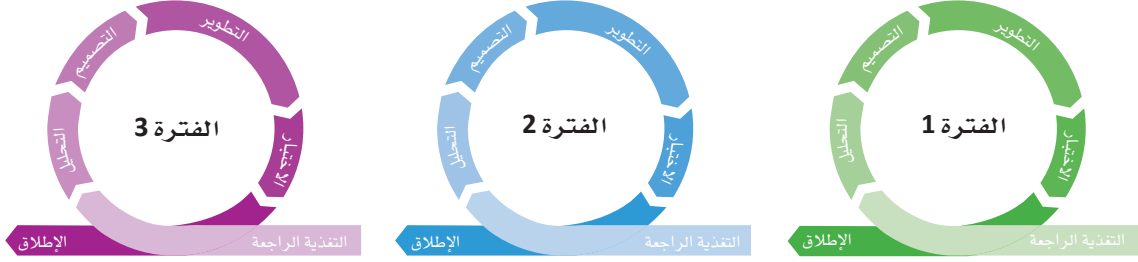 الفترة 1
التحليل
التصميم
التطوير
الاختبار
الإطلاق
التغذية الراجعة
الفترة 2
التحليل
التصميم
التطوير
الاختبار
الإطلاق
التغذية الراجعة
الفترة 3
التحليل
التصميم
التطوير
الاختبار
الإطلاق
التغذية الراجعة